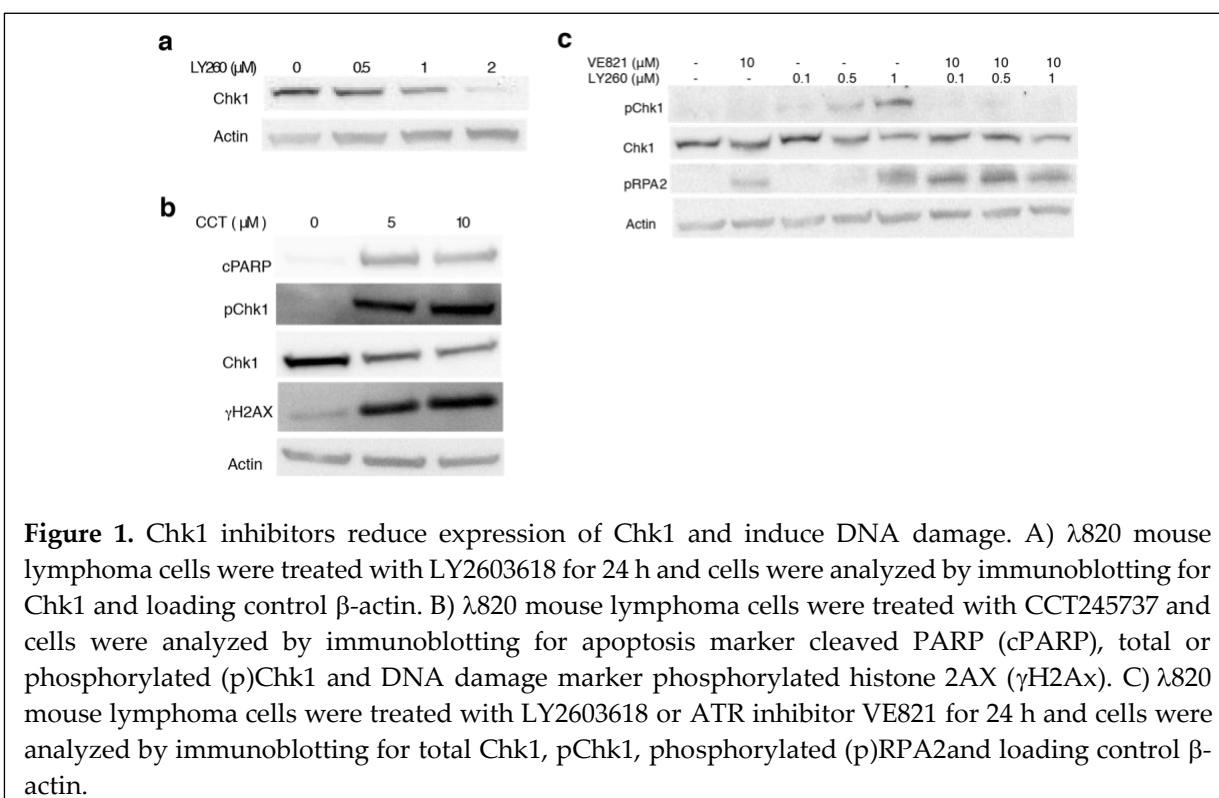 a
LY260 (µM) 0 0.5 1 2
Chk1
Actin
b
CCT ( µM ) 0 5 10
cPARP
pChk1
Chk1
γH2AX
Actin
c
VE821 (µM) - 10 - - - 10 10 10
LY260 (µM) - - 0.1 0.5 1 0.1 0.5 1
pChk1
Chk1
pRPA2
Actin
Figure 1. Chk1 inhibitors reduce expression of Chk1 and induce DNA damage. A) λ820 mouse
lymphoma cells were treated with LY2603618 for 24 h and cells were analyzed by immunoblotting for
Chk1 and loading control β-actin. B) λ820 mouse lymphoma cells were treated with CCT245737 and
cells were analyzed by immunoblotting for apoptosis marker cleaved PARP (cPARP), total or
phosphorylated (p)Chk1 and DNA damage marker phosphorylated histone 2AX (γH2Ax). C) λ820
mouse lymphoma cells were treated with LY2603618 or ATR inhibitor VE821 for 24 h and cells were
analyzed by immunoblotting for total Chk1, pChk1, phosphorylated (p)RPA2and loading control β-
actin.